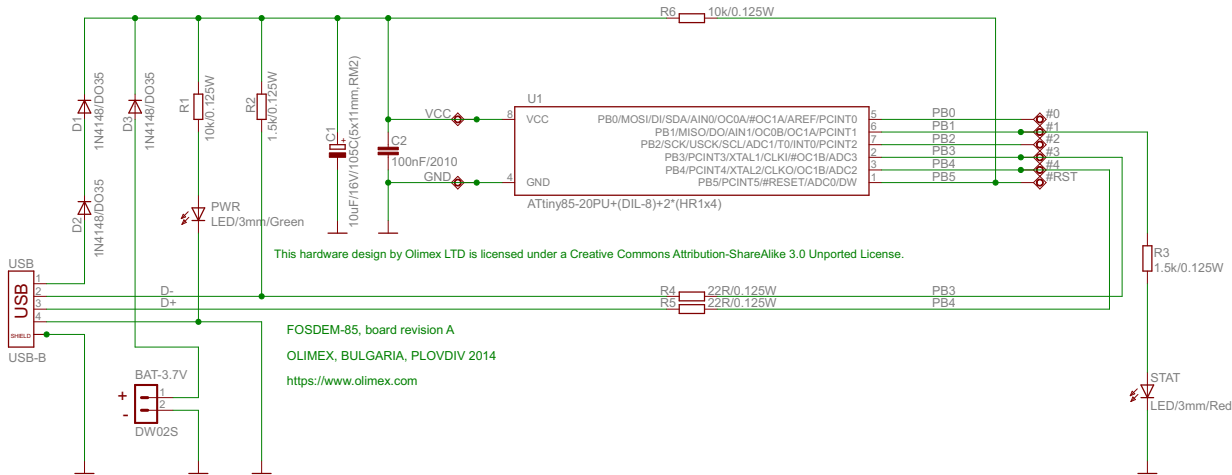 R6 10k/0.125W
D1 1N4148/DO35
D3 1N4148/DO35
R1 10k/0.125W
R2 1.5k/0.125W
C1 10uF/16V/105C(5x11mm,RM2)
C2
100nF/2010
VCC
GND
U1
8 VCC
4 GND
PB0/MOSI/DI/SDA/AIN0/OC0A/#OC1A/AREF/PCINT0 5 PB0 #0
PB1/MISO/DO/AIN1/OC0B/OC1A/PCINT1 6 PB1 #1
PB2/SCK/USCK/SCL/ADC1/T0/INT0/PCINT2 7 PB2 #2
PB3/PCINT3/XTAL1/CLKI/#OC1B/ADC3 2 PB3 #3
PB4/PCINT4/XTAL2/CLKO/OC1B/ADC2 3 PB4 #4
PB5/PCINT5/#RESET/ADC0/DW 1 PB5 #RST
ATtiny85-20PU+(DIL-8)+2*(HR1x4)
D2 1N4148/DO35
PWR
LED/3mm/Green
This hardware design by Olimex LTD is licensed under a Creative Commons Attribution-ShareAlike 3.0 Unported License.
R3
1.5k/0.125W
USB
USB
1
2
3
4
SHIELD
USB-B
D-
D+
R4 22R/0.125W PB3
R5 22R/0.125W PB4
FOSDEM-85, board revision A
OLIMEX, BULGARIA, PLOVDIV 2014
https://www.olimex.com
BAT-3.7V
+ 1
- 2
DW02S
STAT
LED/3mm/Red